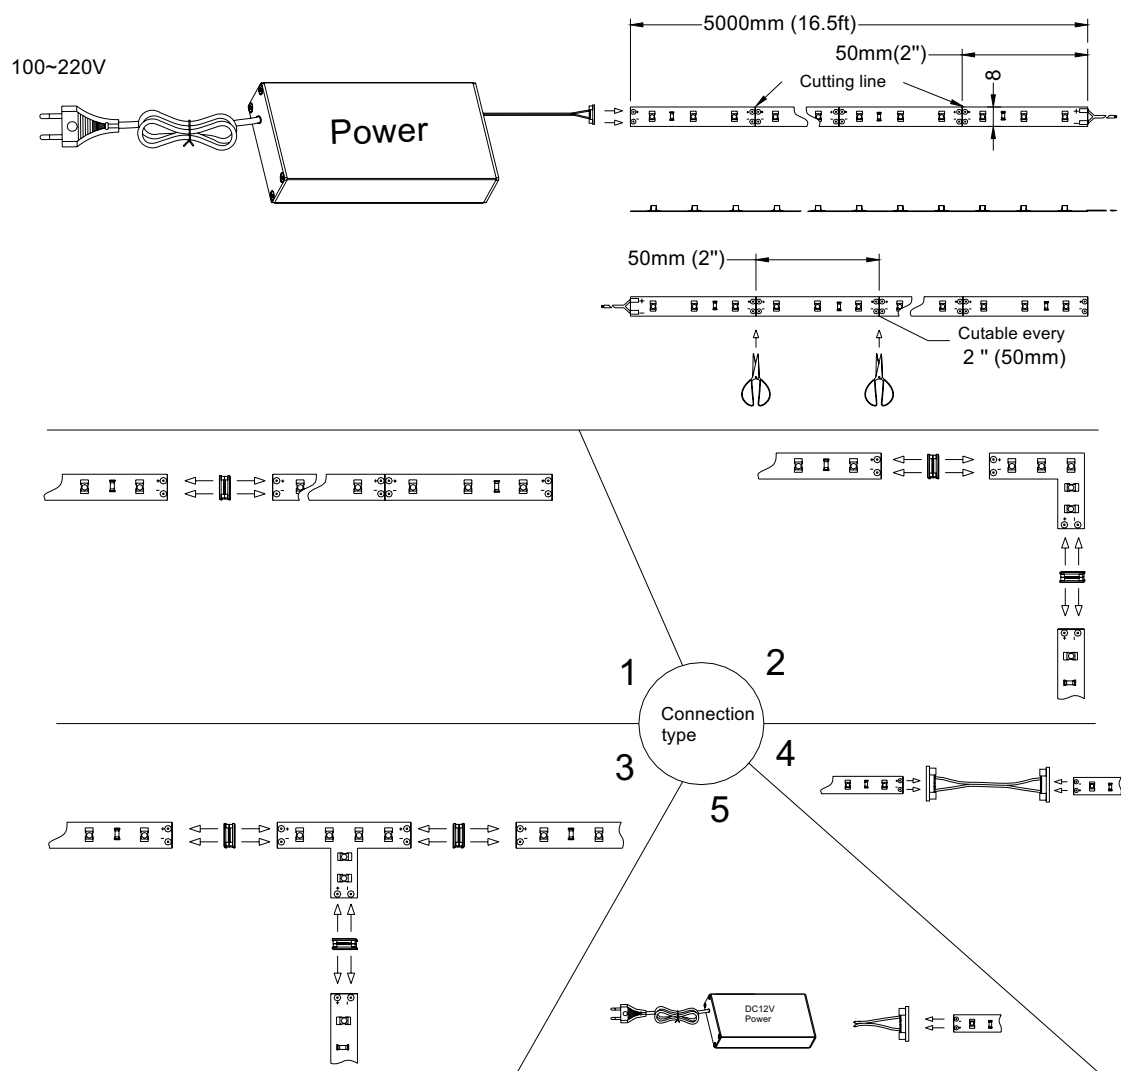 5000mm (16.5ft)
100~220V
50mm(2'')
Cutting line
8
Power
50mm (2'')
Cutable every
2 '' (50mm)
1
2
Connection
type
3
4
5
DC12V
Power